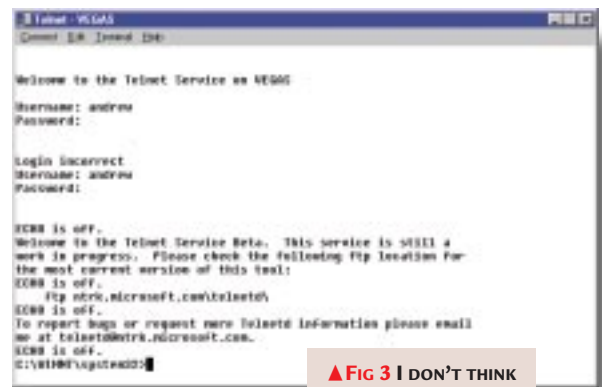 Telnet - VEGAS
Connect Edit Terminal Help
Welcome to the Telnet Service on VEGAS
Username: andrew
Password:
Login incorrect
Username: andrew
Password:
ECHO is off.
Welcome to the Telnet Service Beta. This service is still a
work in progress. Please check the following ftp location for
the most current version of this tool:
ECHO is off.
ftp ntrk.microsoft.com\telnetd\
ECHO is off.
To report bugs or request more Telnetd information please email
me at telnetd@ntrk.microsoft.com.
ECHO is off.
C:\WINNT\system32>
▲FIG 3 I DON'T THINK